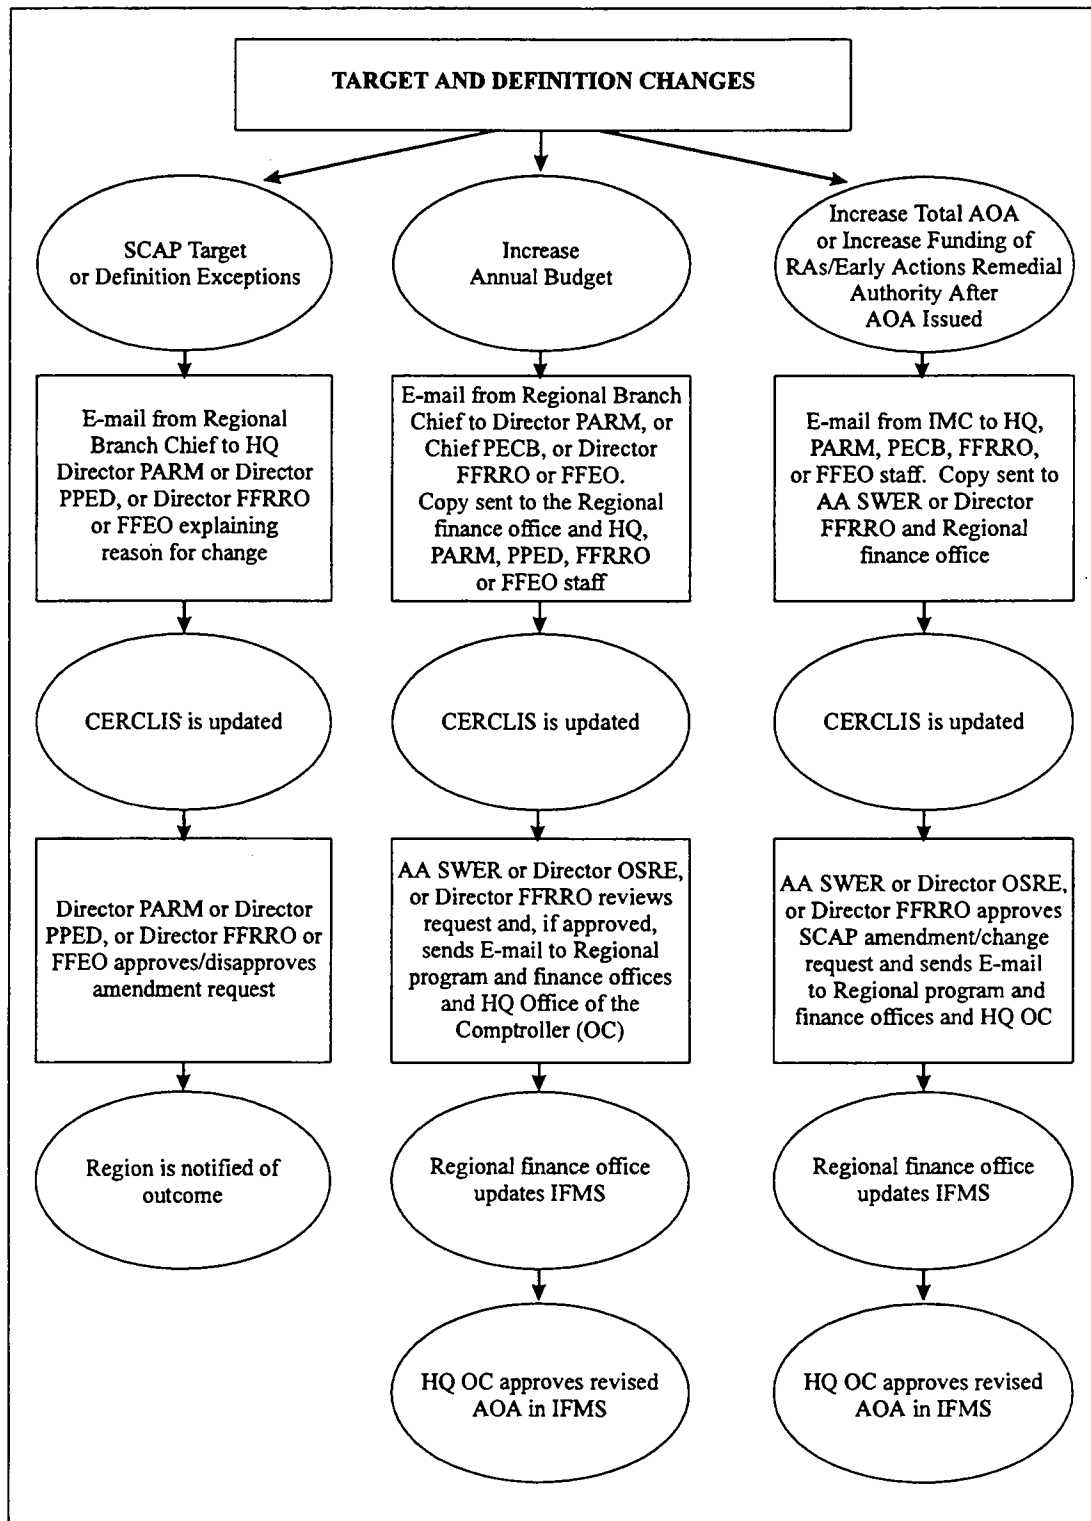 TARGET AND DEFINITION CHANGES
SCAP Target
or Definition Exceptions
Increase
Annual Budget
Increase Total AOA
or Increase Funding of
RAs/Early Actions Remedial
Authority After
AOA Issued
E-mail from Regional
Branch Chief to HQ
Director PARM or Director
PPED, or Director FFRRO
or FFEO explaining
reason for change
E-mail from Regional Branch
Chief to Director PARM, or
Chief PECB, or Director
FFRRO or FFEO.
Copy sent to the Regional
finance office and HQ,
PARM, PPED, FFRRO
or FFEO staff
E-mail from IMC to HQ,
PARM, PECB, FFRRO,
or FFEO staff. Copy sent to
AA SWER or Director
FFRRO and Regional
finance office
CERCLIS is updated
CERCLIS is updated
CERCLIS is updated
Director PARM or Director
PPED, or Director FFRRO or
FFEO approves/disapproves
amendment request
AA SWER or Director OSRE,
or Director FFRRO reviews
request and, if approved,
sends E-mail to Regional
program and finance offices
and HQ Office of the
Comptroller (OC)
AA SWER or Director OSRE,
or Director FFRRO approves
SCAP amendment/change
request and sends E-mail
to Regional program and
finance offices and HQ OC
Region is notified of
outcome
Regional finance office
updates IFMS
Regional finance office
updates IFMS
HQ OC approves revised
AOA in IFMS
HQ OC approves revised
AOA in IFMS